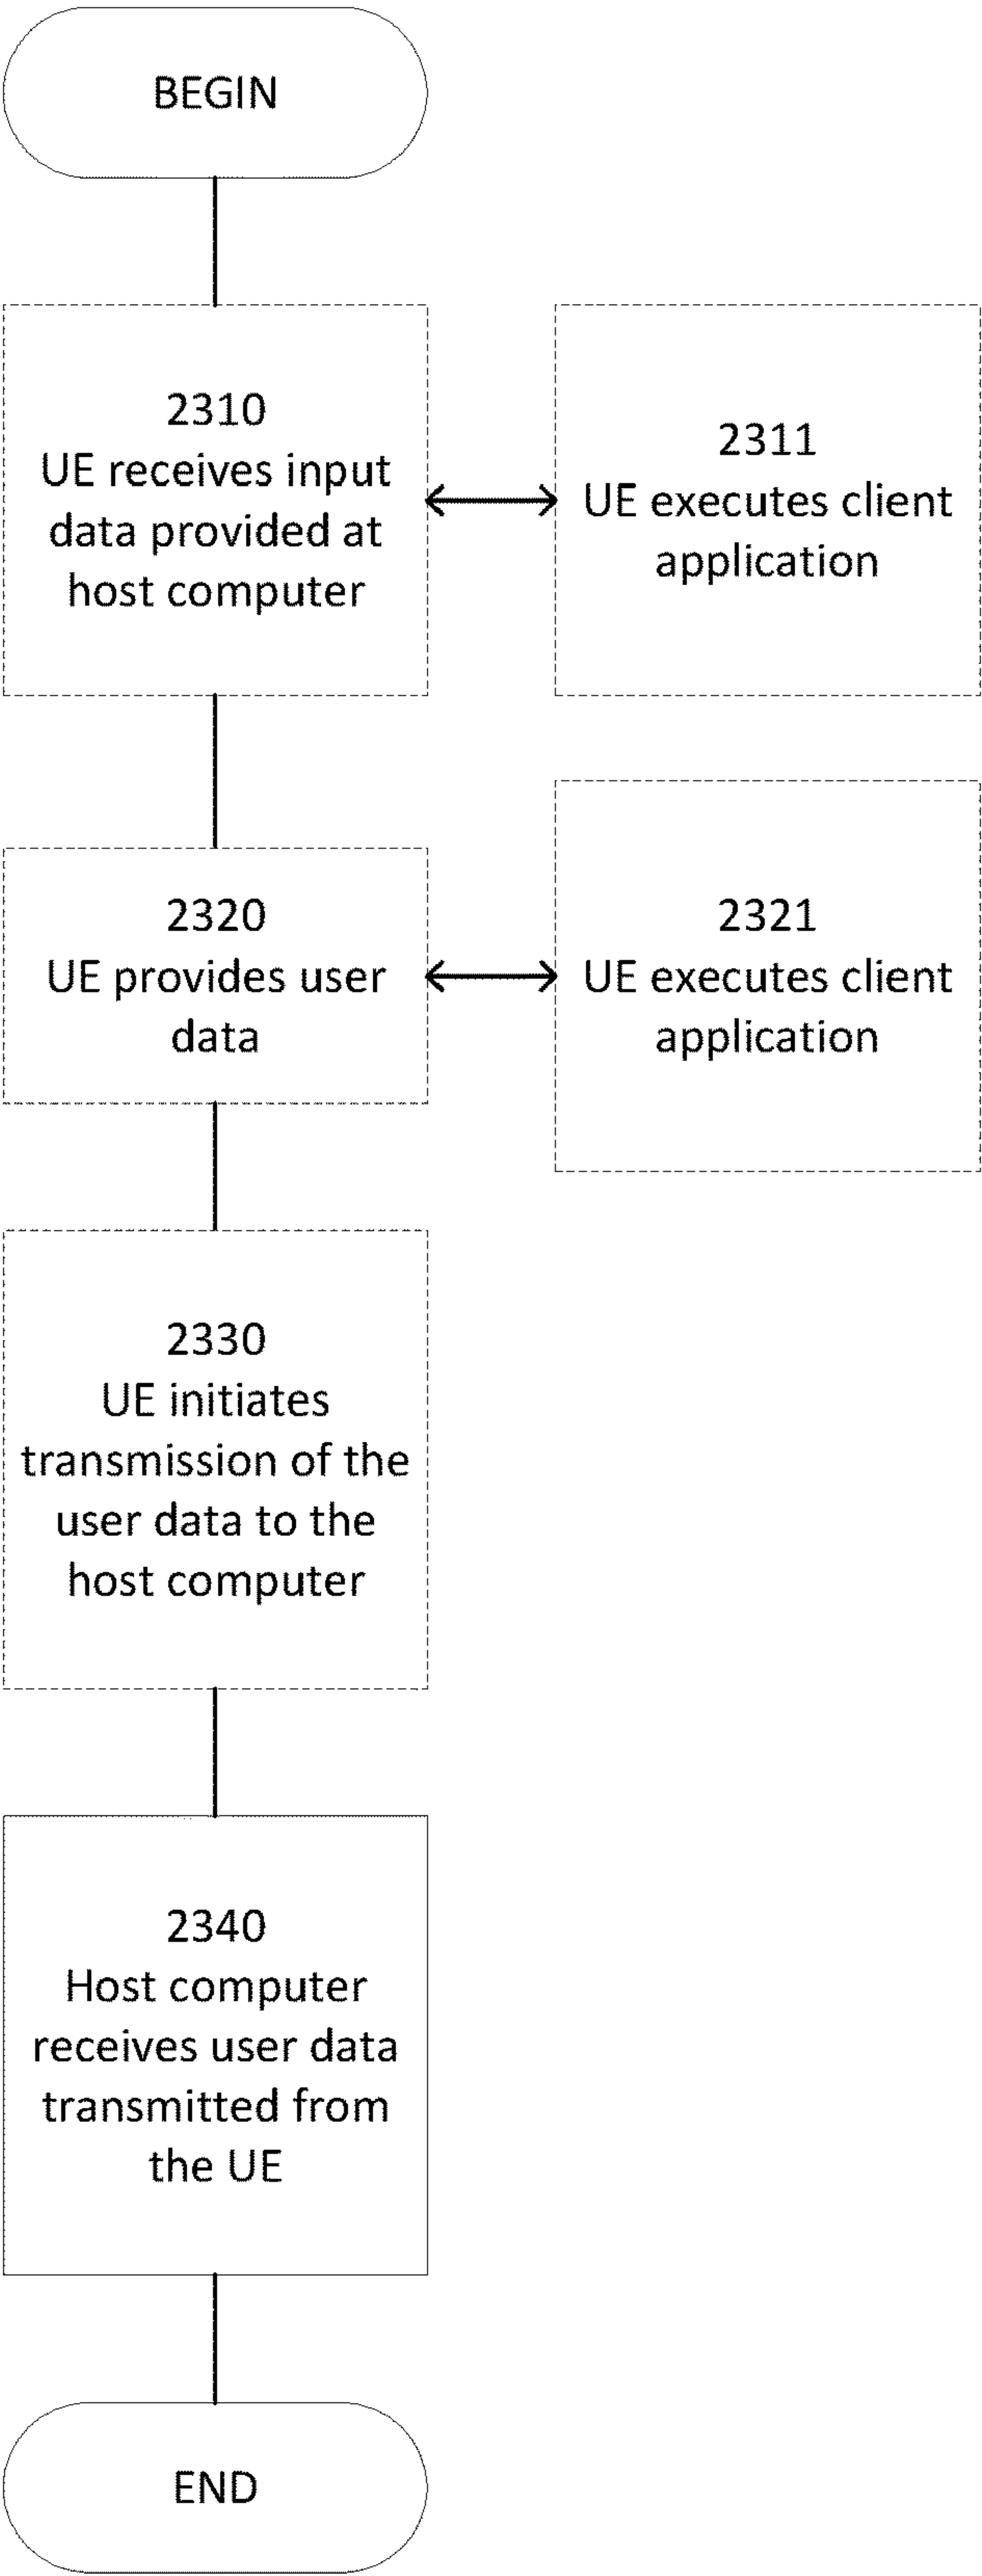 BEGIN
2310
UE receives input
data provided at
host computer
2311
UE executes client
application
2320
UE provides user
data
2321
UE executes client
application
2330
UE initiates
transmission of the
user data to the
host computer
2340
Host computer
receives user data
transmitted from
the UE
END